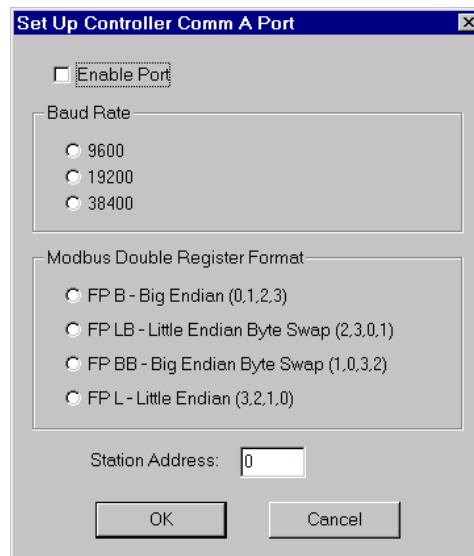 Set Up Controller Comm A Port
Enable Port
Baud Rate
9600
19200
38400
Modbus Double Register Format
FP B - Big Endian (0,1,2,3)
FP LB - Little Endian Byte Swap (2,3,0,1)
FP BB - Big Endian Byte Swap (1,0,3,2)
FP L - Little Endian (3,2,1,0)
Station Address: 0
OK Cancel